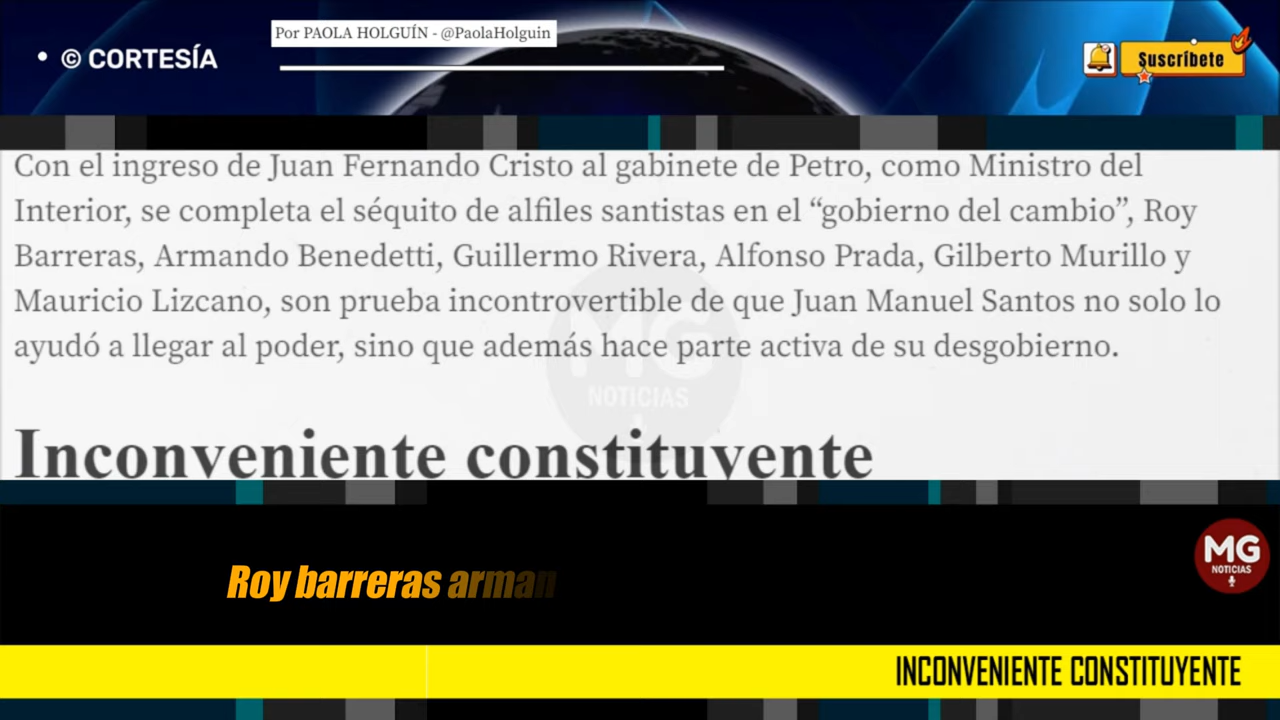 Por PAOLA HOLGUÍN - @PaolaHolguin
• © CORTESÍA
Suscríbete
Con el ingreso de Juan Fernando Cristo al gabinete de Petro, como Ministro del
Interior, se completa el séquito de alfiles santistas en el “gobierno del cambio”, Roy
Barreras, Armando Benedetti, Guillermo Rivera, Alfonso Prada, Gilberto Murillo y
Mauricio Lizcano, son prueba incontrovertible de que Juan Manuel Santos no solo lo
ayudó a llegar al poder, sino que además hace parte activa de su desgobierno.
MG
NOTICIAS
Inconveniente constituyente
Roy barreras arman
MG
NOTICIAS
INCONVENIENTE CONSTITUYENTE